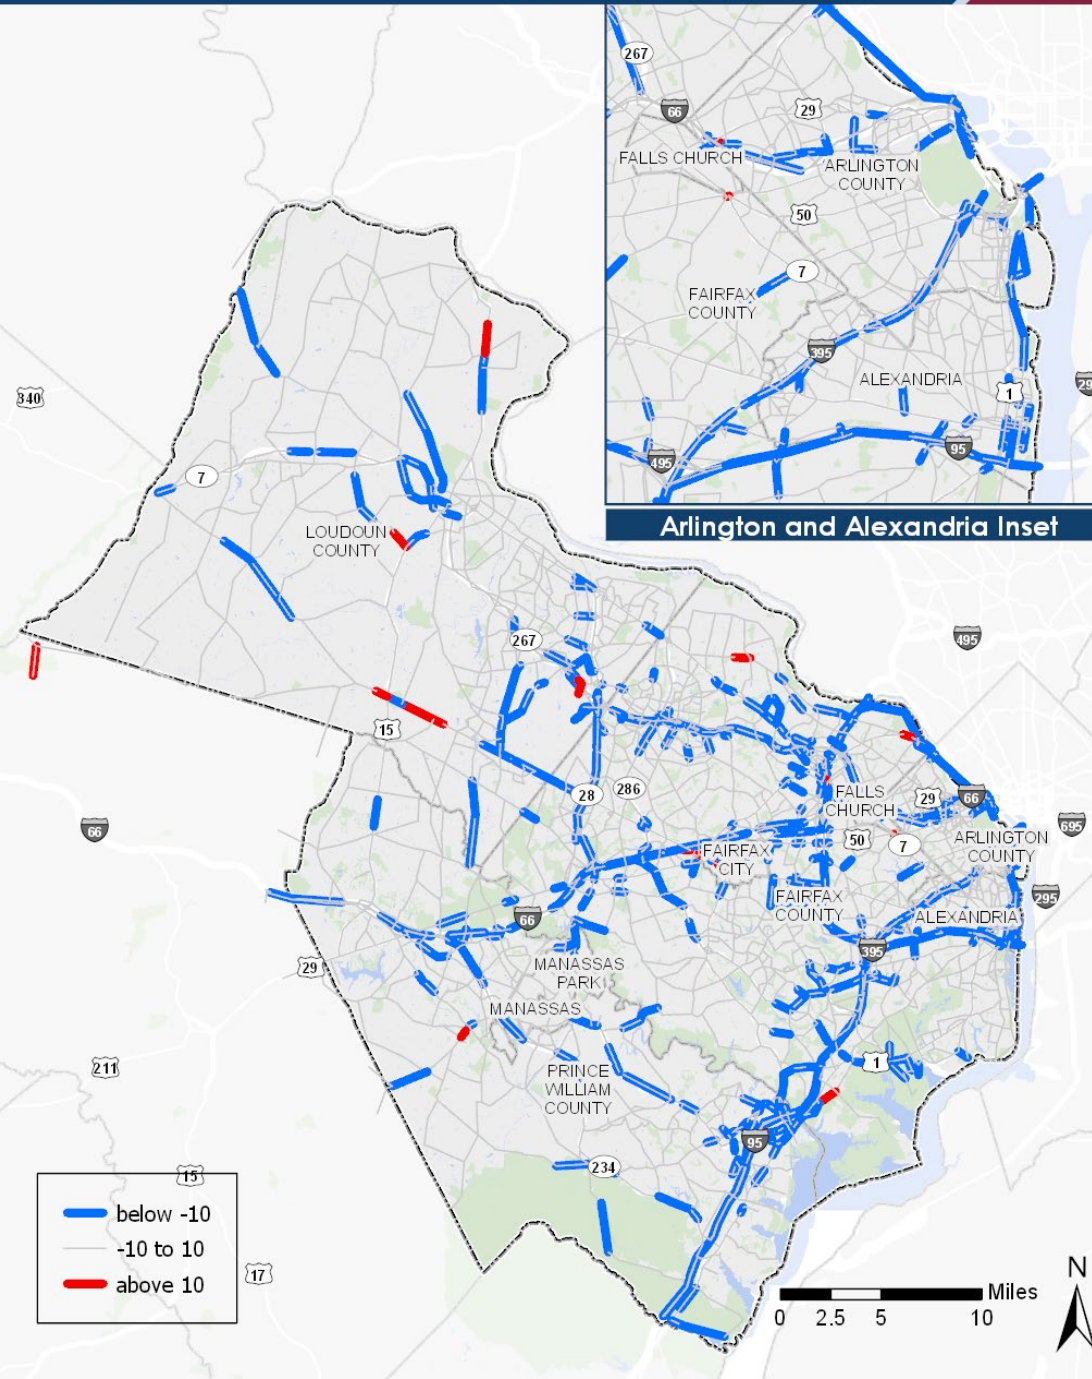 267
66
29
FALLS CHURCH
ARLINGTON
COUNTY
50
7
FAIRFAX
COUNTY
395
ALEXANDRIA
1
29
495
95
Arlington and Alexandria Inset
340
7
LOUDOUN
COUNTY
267
495
15
28
286
66
FALLS
CHURCH
29
66
695
50
7
ARLINGTON
COUNTY
FAIRFAX
CITY
FAIRFAX
COUNTY
295
66
ALEXANDRIA
395
29
MANASSAS
PARK
MANASSAS
211
1
PRINCE
WILLIAM
COUNTY
95
234
15
17
below -10
-10 to 10
above 10
N
Miles
0 2.5 5 10